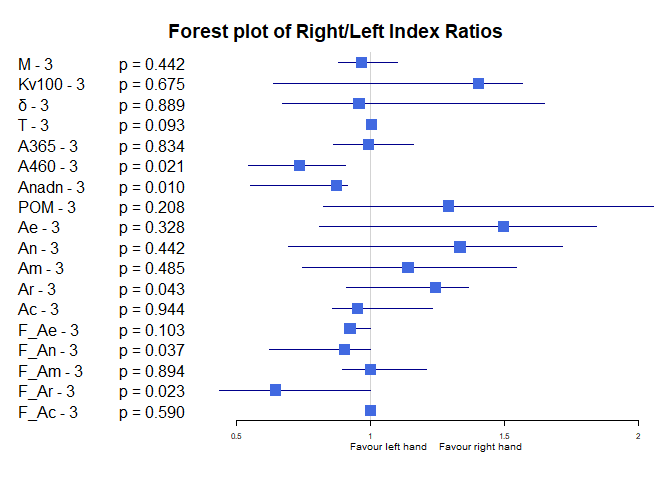 Forest plot of Right/Left Index Ratios
M - 3 p = 0.442
Kv100 - 3 p = 0.675
δ - 3 p = 0.889
T - 3 p = 0.093
A365 - 3 p = 0.834
A460 - 3 p = 0.021
Anadn - 3 p = 0.010
POM - 3 p = 0.208
Ae - 3 p = 0.328
An - 3 p = 0.442
Am - 3 p = 0.485
Ar - 3 p = 0.043
Ac - 3 p = 0.944
F_Ae - 3 p = 0.103
F_An - 3 p = 0.037
F_Am - 3 p = 0.894
F_Ar - 3 p = 0.023
F_Ac - 3 p = 0.590
0.5 1 1.5 2
Favour left hand Favour right hand